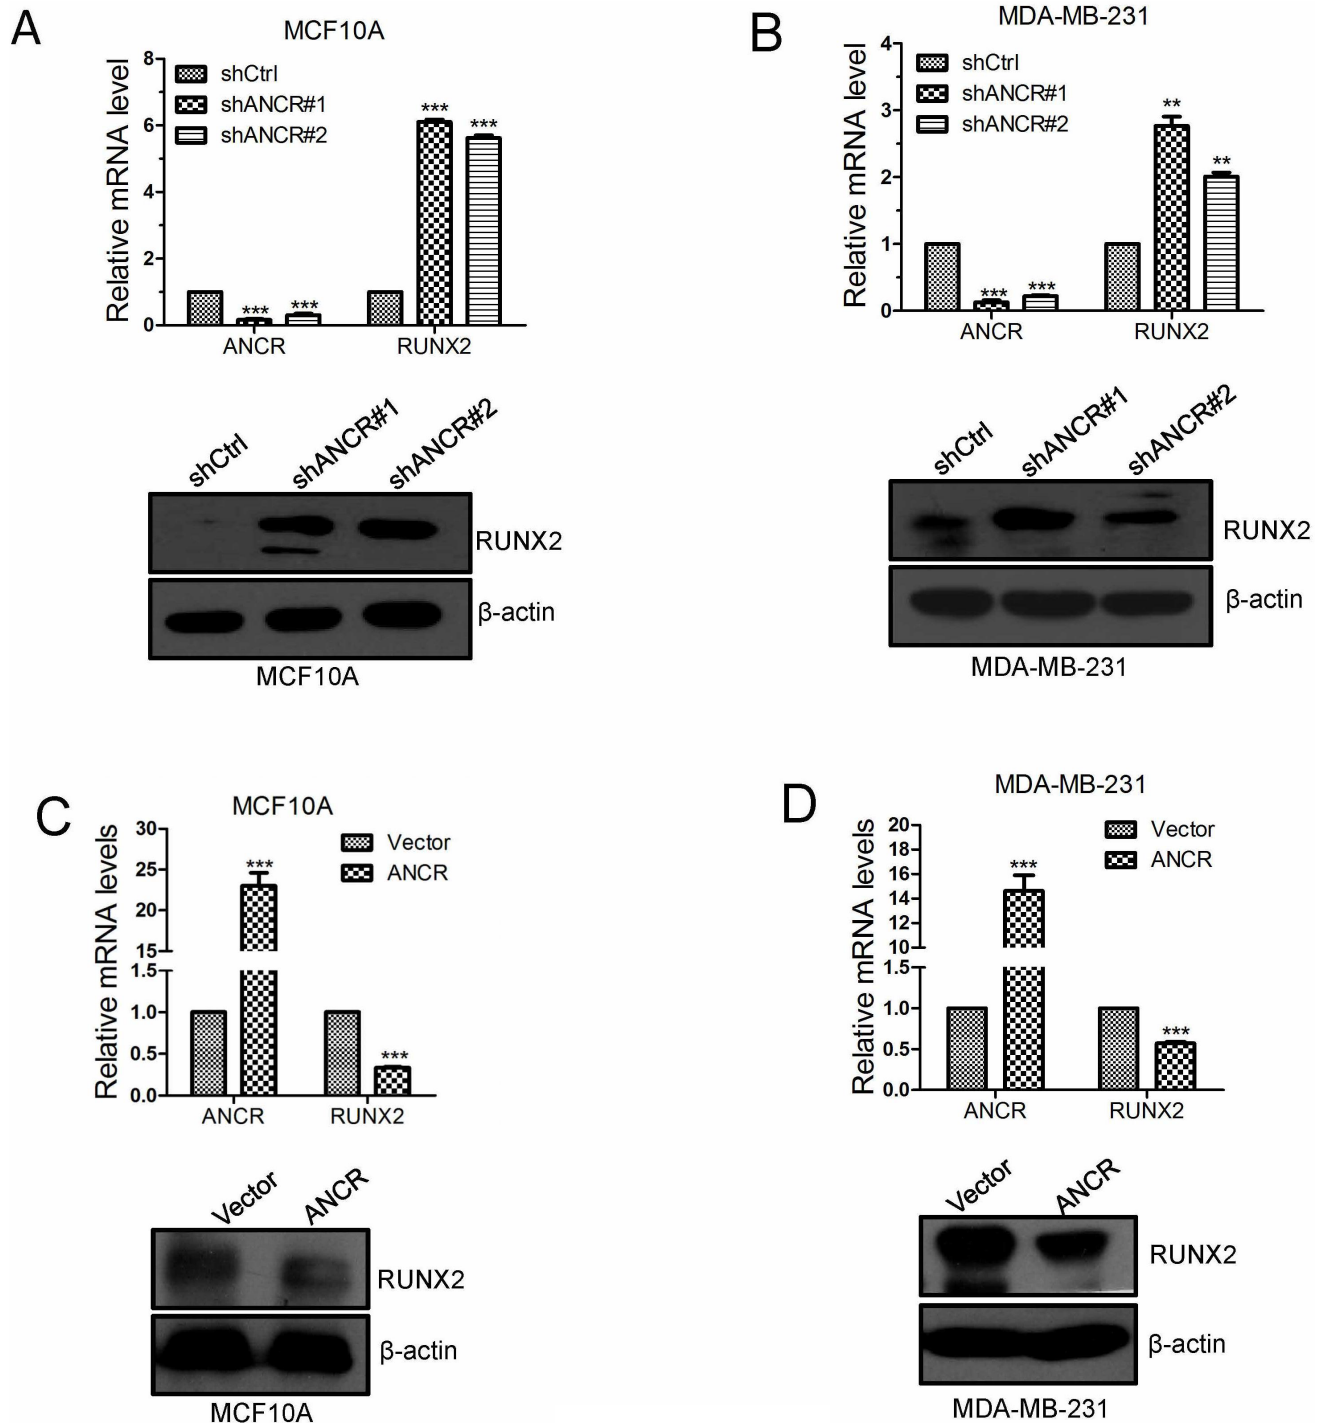 A
MCF10A
Relative mRNA level
8
6
4
2
0
shCtrl
shANCR#1
shANCR#2
***
***
***
***
ANCR
RUNX2
shCtrl
shANCR#1
shANCR#2
RUNX2
β-actin
MCF10A
B
MDA-MB-231
Relative mRNA level
4
3
2
1
0
shCtrl
shANCR#1
shANCR#2
***
***
**
**
ANCR
RUNX2
shCtrl
shANCR#1
shANCR#2
RUNX2
β-actin
MDA-MB-231
C
MCF10A
Relative mRNA levels
30
25
20
15
1.5
1.0
0.5
0.0
Vector
ANCR
***
***
ANCR
RUNX2
Vector
ANCR
RUNX2
β-actin
MCF10A
D
MDA-MB-231
Relative mRNA levels
20
18
16
14
12
10
1.5
1.0
0.5
0.0
Vector
ANCR
***
***
ANCR
RUNX2
Vector
ANCR
RUNX2
β-actin
MDA-MB-231